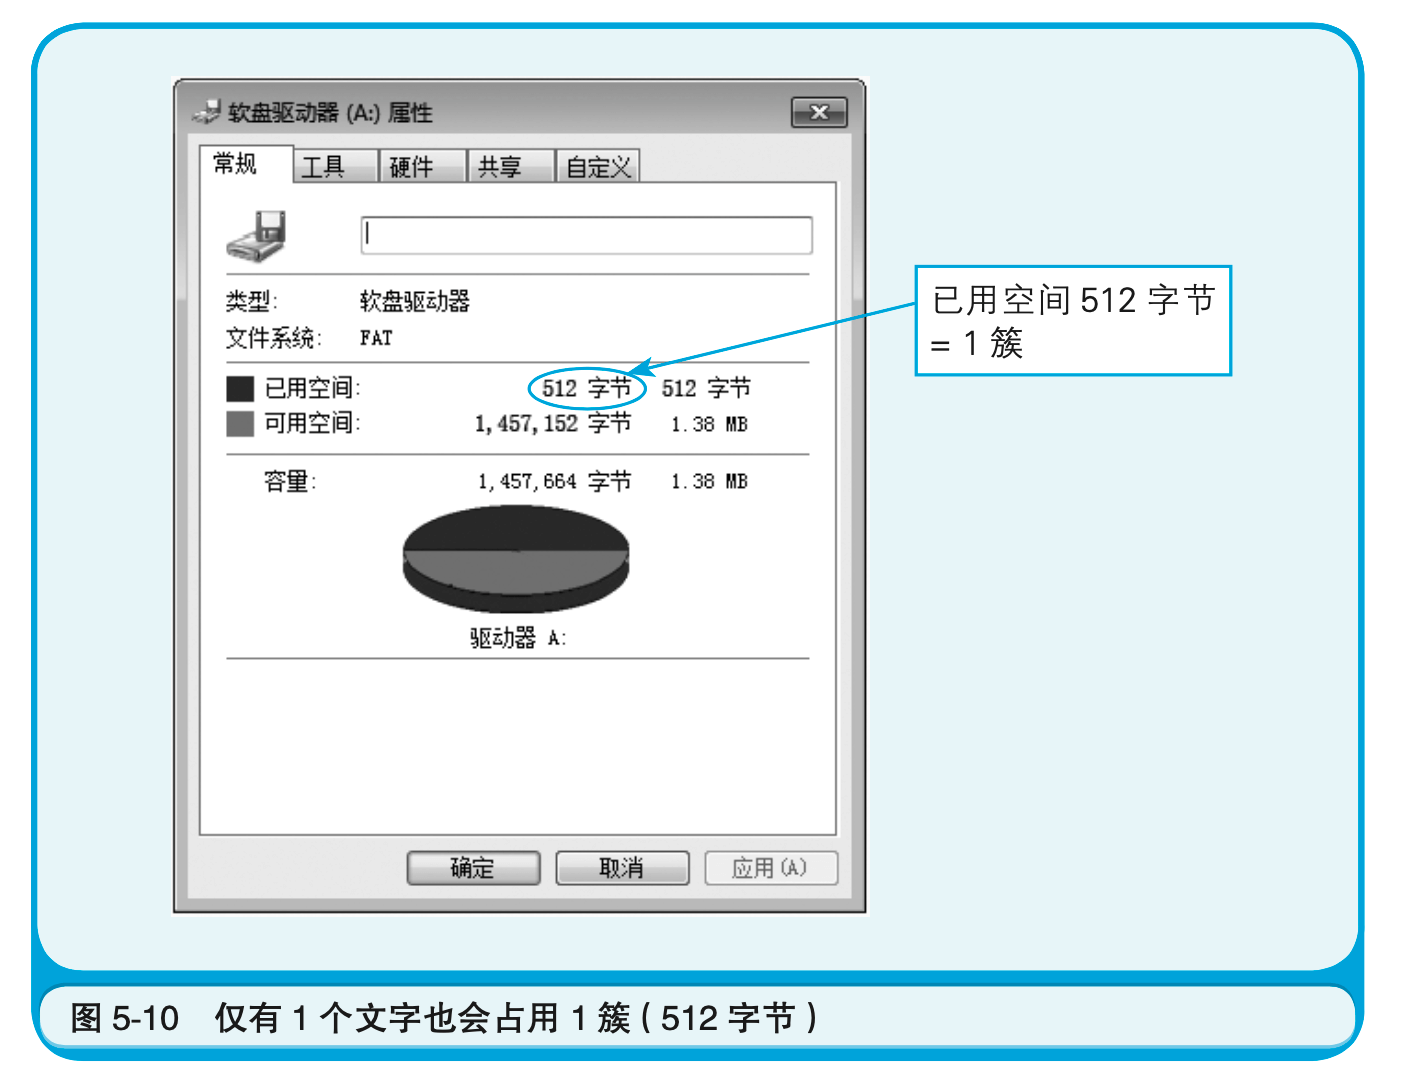 软盘驱动器 (A:) 属性
常规 工具 硬件 共享 自定义
类型: 软盘驱动器
文件系统: FAT
已用空间: 512 字节 512 字节
可用空间: 1,457,152 字节 1.38 MB
容量: 1,457,664 字节 1.38 MB
驱动器 A:
确定 取消 应用(A)
已用空间 512 字节
= 1 簇
图 5-10 仅有 1 个文字也会占用 1 簇（512 字节）